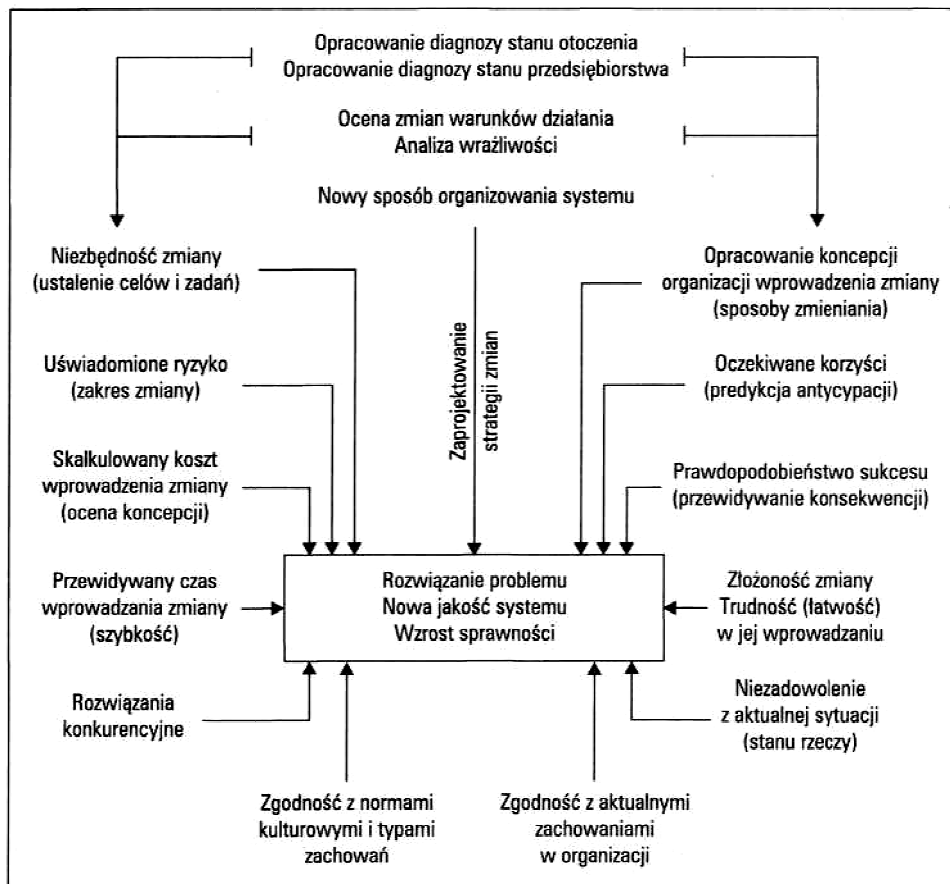 Opracowanie diagnozy stanu otoczenia
Opracowanie diagnozy stanu przedsiębiorstwa
Ocena zmian warunków działania
Analiza wrażliwości
Nowy sposób organizowania systemu
Niezbędność zmiany
(ustalenie celów i zadań)
Opracowanie koncepcji
organizacji wprowadzenia zmiany
(sposoby zmieniania)
Zaprojektowanie
strategii zmian
Uświadomione ryzyko
(zakres zmiany)
Oczekiwane korzyści
(predykcja antycypacji)
Skalkulowany koszt
wprowadzenia zmiany
(ocena koncepcji)
Prawdopodobieństwo sukcesu
(przewidywanie konsekwencji)
Przewidywany czas
wprowadzania zmiany
(szybkość)
Rozwiązanie problemu
Nowa jakość systemu
Wzrost sprawności
Złożoność zmiany
Trudność (łatwość)
w jej wprowadzaniu
Rozwiązania
konkurencyjne
Niezadowolenie
z aktualnej sytuacji
(stanu rzeczy)
Zgodność z normami
kulturowymi i typami
zachowań
Zgodność z aktualnymi
zachowaniami
w organizacji